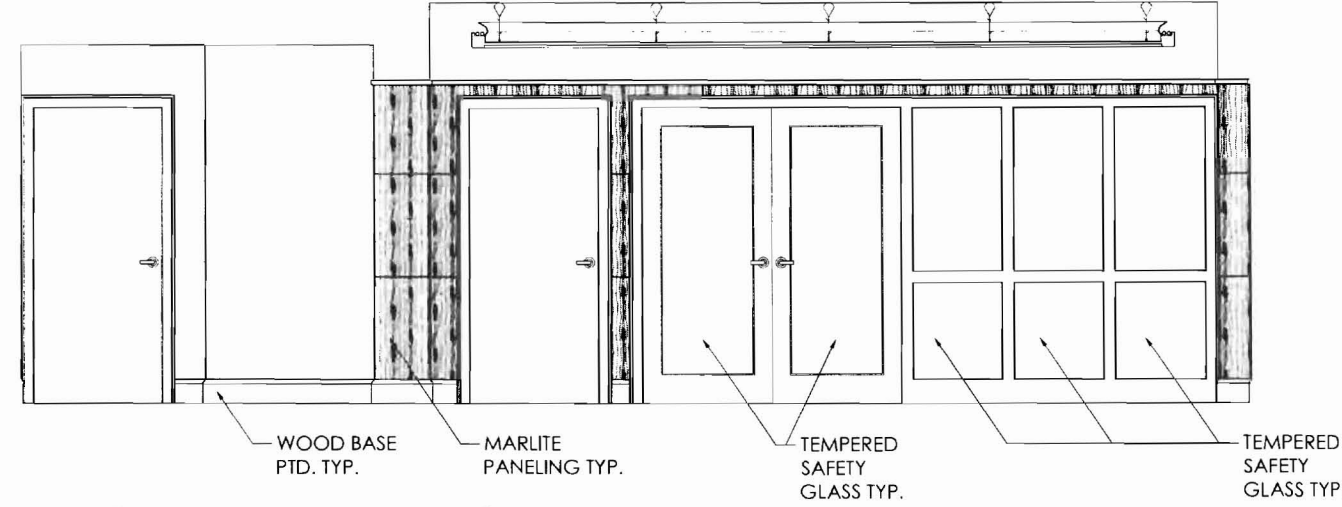 WOOD BASE
PTD. TYP.
MARLITE
PANELING TYP.
TEMPERED
SAFETY
GLASS TYP.
TEMPERED
SAFETY
GLASS TYP